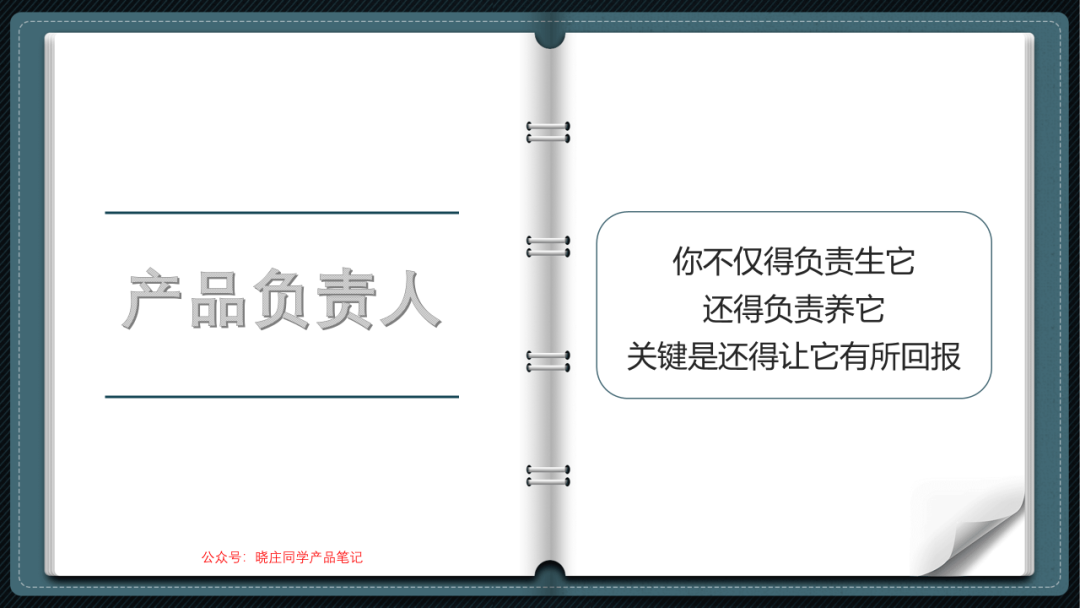 产品负责人
公众号：晓庄同学产品笔记
你不仅得负责生它
还得负责养它
关键是还得让它有所回报